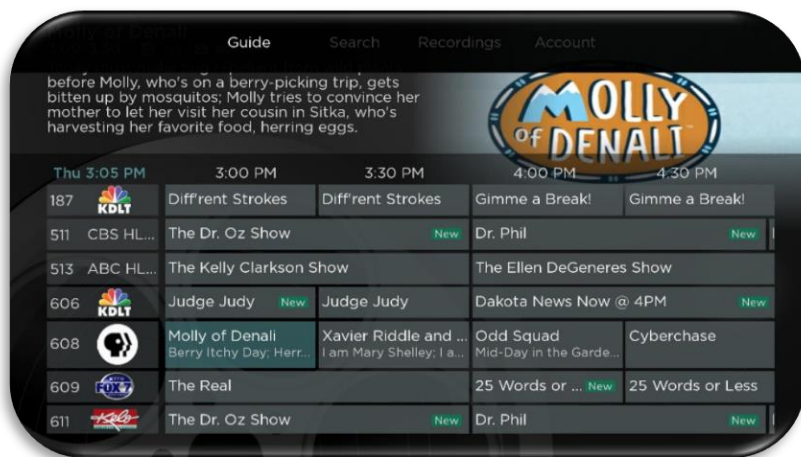 Guide Search Recordings Account
before Molly, who's on a berry-picking trip, gets
bitten up by mosquitos; Molly tries to convince her
mother to let her visit her cousin in Sitka, who's
harvesting her favorite food, herring eggs.
MOLLY
OF DENALI
Thu 3:05 PM 3:00 PM 3:30 PM 4:00 PM 4:30 PM
187 KDLT Diff'rent Strokes Diff'rent Strokes Gimme a Break! Gimme a Break!
511 CBS HL... The Dr. Oz Show New Dr. Phil New
513 ABC HL... The Kelly Clarkson Show The Ellen DeGeneres Show
606 KDLT Judge Judy New Judge Judy Dakota News Now @ 4PM New
608 Molly of Denali Xavier Riddle and ... Odd Squad Cyberchase
Berry Itchy Day; Herr... I am Mary Shelley; I a... Mid-Day in the Garde...
609 FOX 7 The Real 25 Words or ... New 25 Words or Less
611 Kelo The Dr. Oz Show New Dr. Phil New